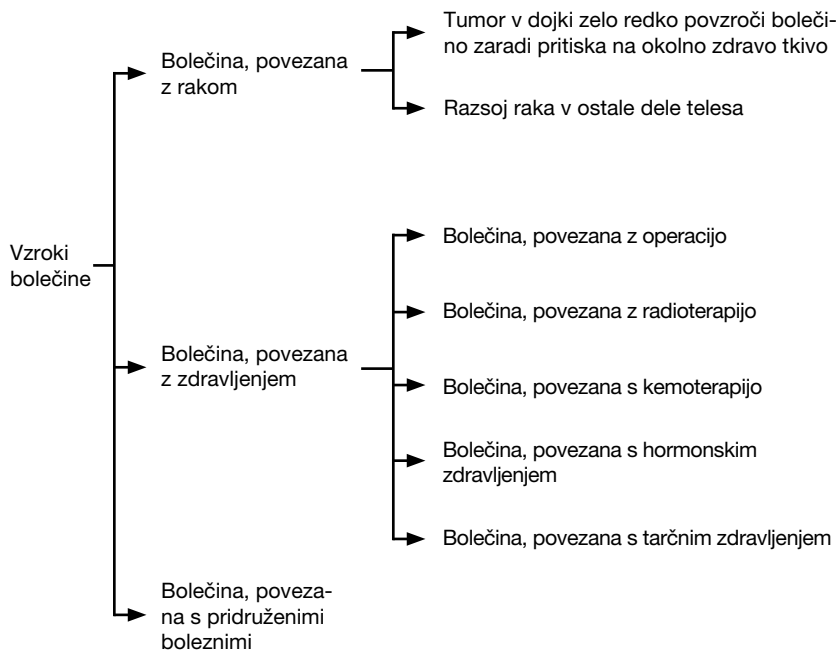 Vzroki
bolečine
Bolečina, povezana
z rakom
Tumor v dojki zelo redko povzroči boleči-
no zaradi pritiska na okolno zdravo tkivo
Razsoj raka v ostale dele telesa
Bolečina, povezana
z zdravljenjem
Bolečina, povezana z operacijo
Bolečina, povezana z radioterapijo
Bolečina, povezana s kemoterapijo
Bolečina, povezana s hormonskim
zdravljenjem
Bolečina, povezana s tarčnim zdravljenjem
Bolečina, poveza-
na s pridruženimi
boleznimi